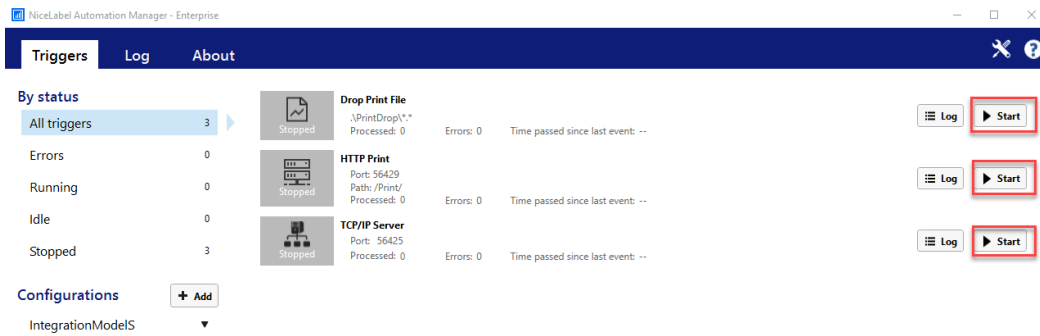 NiceLabel Automation Manager - Enterprise
Triggers Log About
By status
All triggers 3
Errors 0
Running 0
Idle 0
Stopped 3
Configurations + Add
IntegrationModelS
Drop Print File
.\PrintDrop\*.*
Stopped Processed: 0 Errors: 0 Time passed since last event: --
Log Start
HTTP Print
Port: 56429
Path: /Print/
Stopped Processed: 0 Errors: 0 Time passed since last event: --
Log Start
TCP/IP Server
Port: 56425
Stopped Processed: 0 Errors: 0 Time passed since last event: --
Log Start